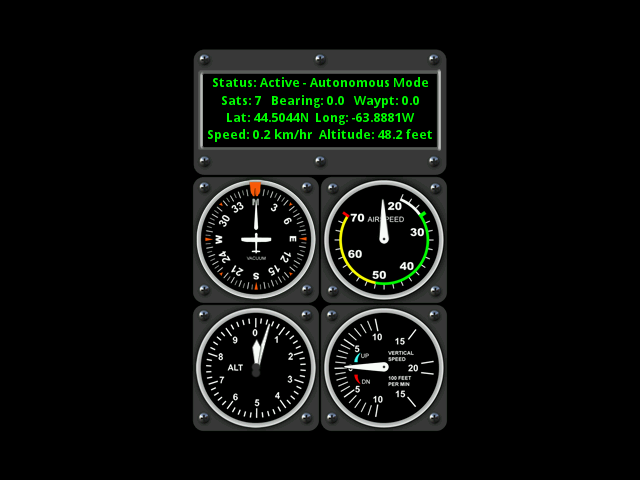 Status: Active - Autonomous Mode
Sats: 7 Bearing: 0.0 Waypt: 0.0
Lat: 44.5044N Long: -63.8881W
Speed: 0.2 km/hr Altitude: 48.2 feet
N 3 6 E 12 15 S 21 24 W 30 33
VACUUM
AIRSPEED
20 30 40 50 60 70
0 1 2 3 4 5 6 7 8 9
ALT
5 10 15 20 15 10 5
UP
VERTICAL
SPEED
100 FEET
PER MIN
DN